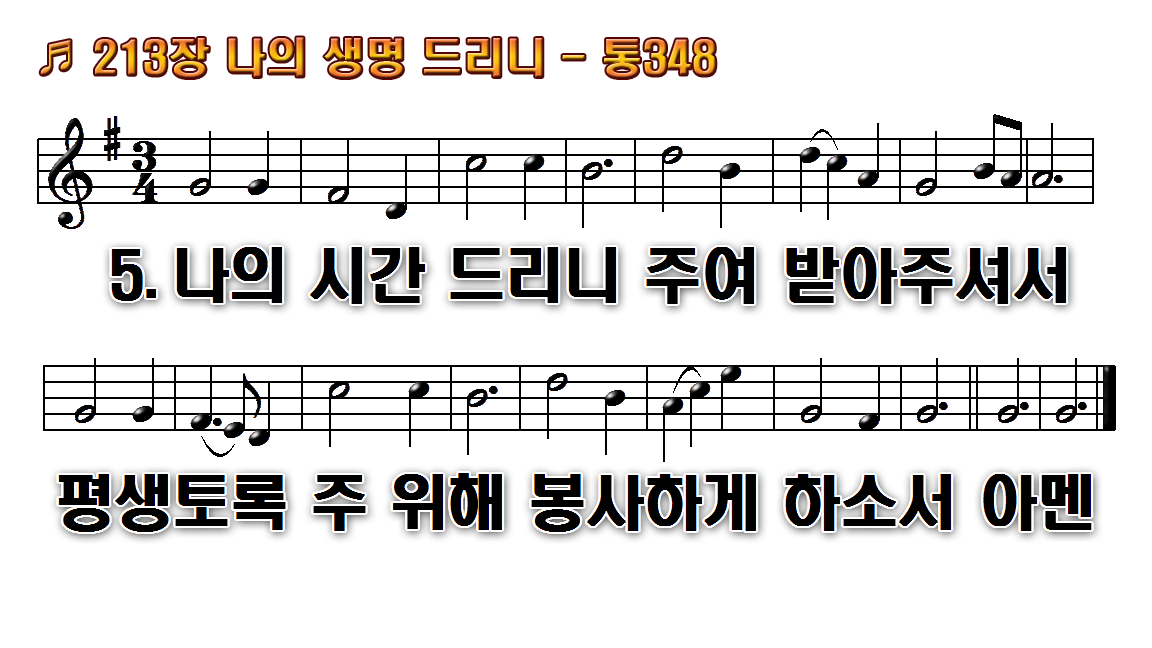 ♬ 213장 나의 생명 드리니 - 통348
3
4
5. 나의 시간 드리니 주여 받아주셔서
평생토록 주 위해 봉사하게 하소서 아멘